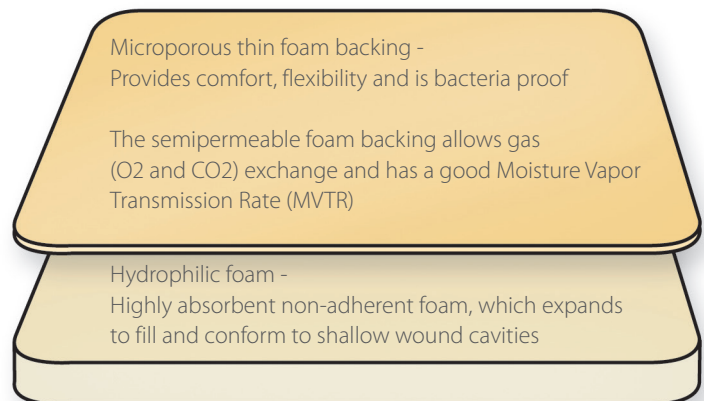 Microporous thin foam backing -
Provides comfort, flexibility and is bacteria proof
The semipermeable foam backing allows gas
(O2 and CO2) exchange and has a good Moisture Vapor
Transmission Rate (MVTR)
Hydrophilic foam -
Highly absorbent non-adherent foam, which expands
to fill and conform to shallow wound cavities